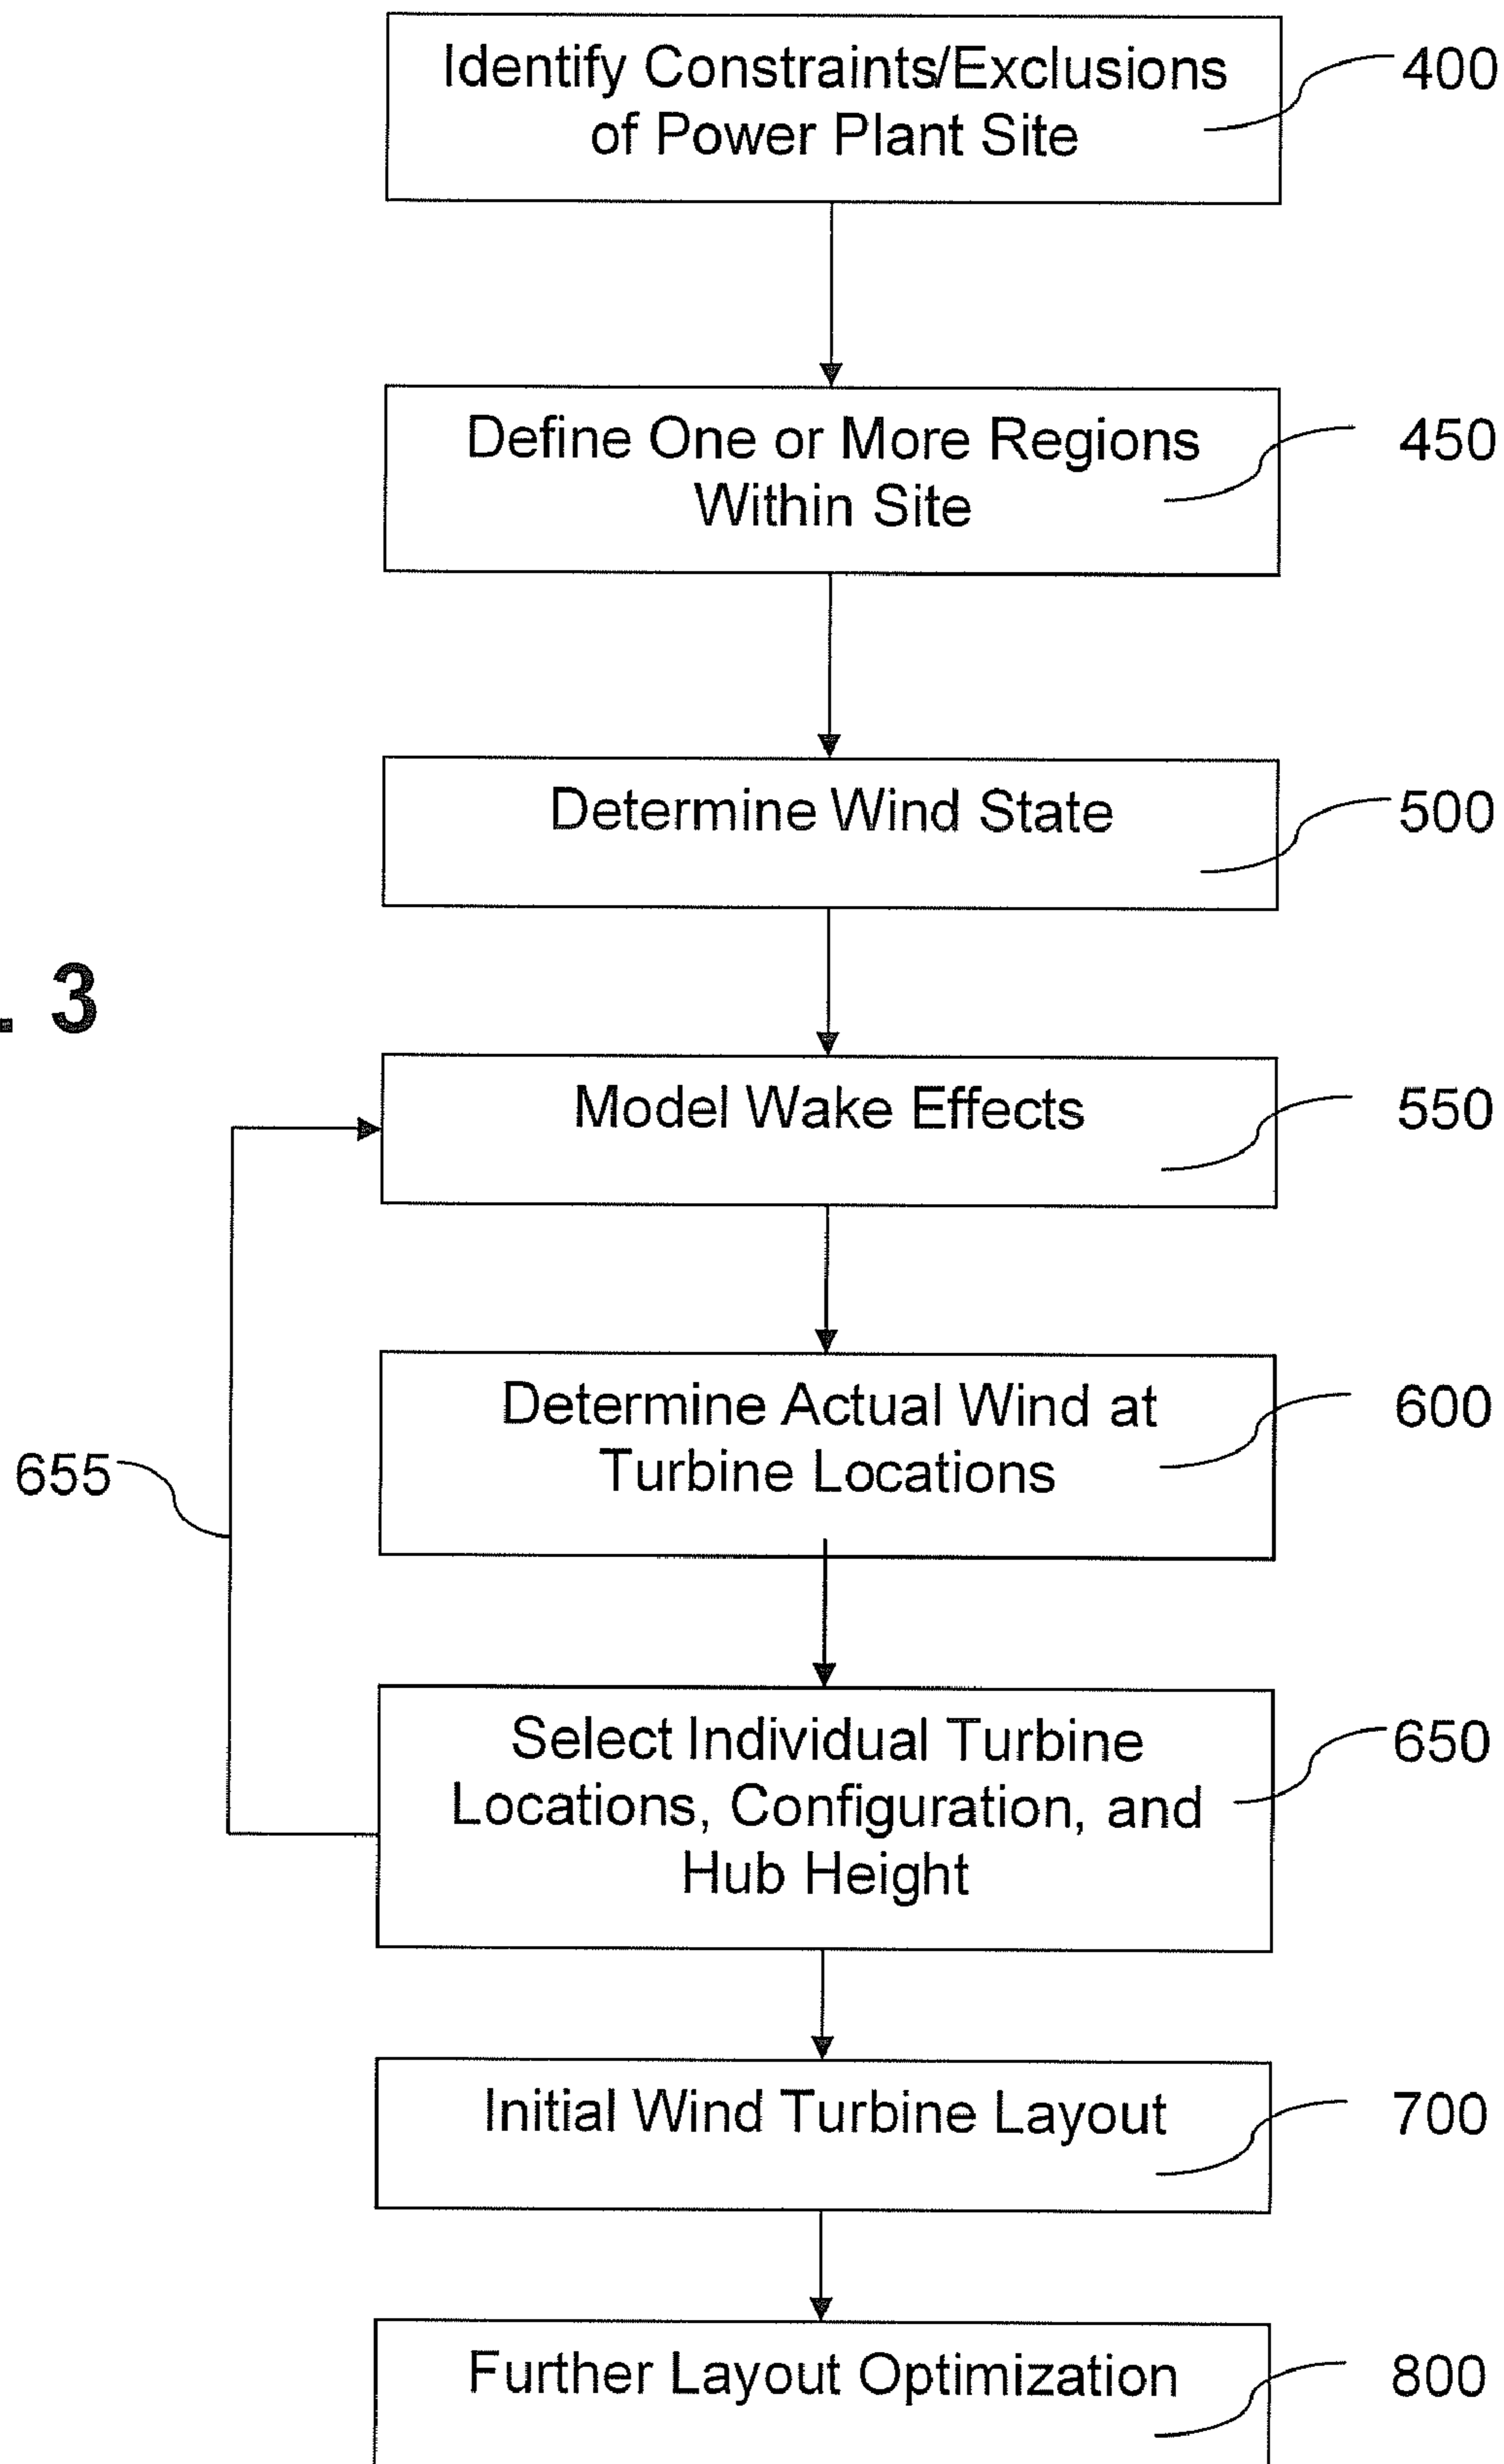 Identify Constraints/Exclusions
of Power Plant Site
400
Define One or More Regions
Within Site
450
Determine Wind State
500
. 3
Model Wake Effects
550
Determine Actual Wind at
Turbine Locations
600
655
Select Individual Turbine
Locations, Configuration, and
Hub Height
650
Initial Wind Turbine Layout
700
Further Layout Optimization
800